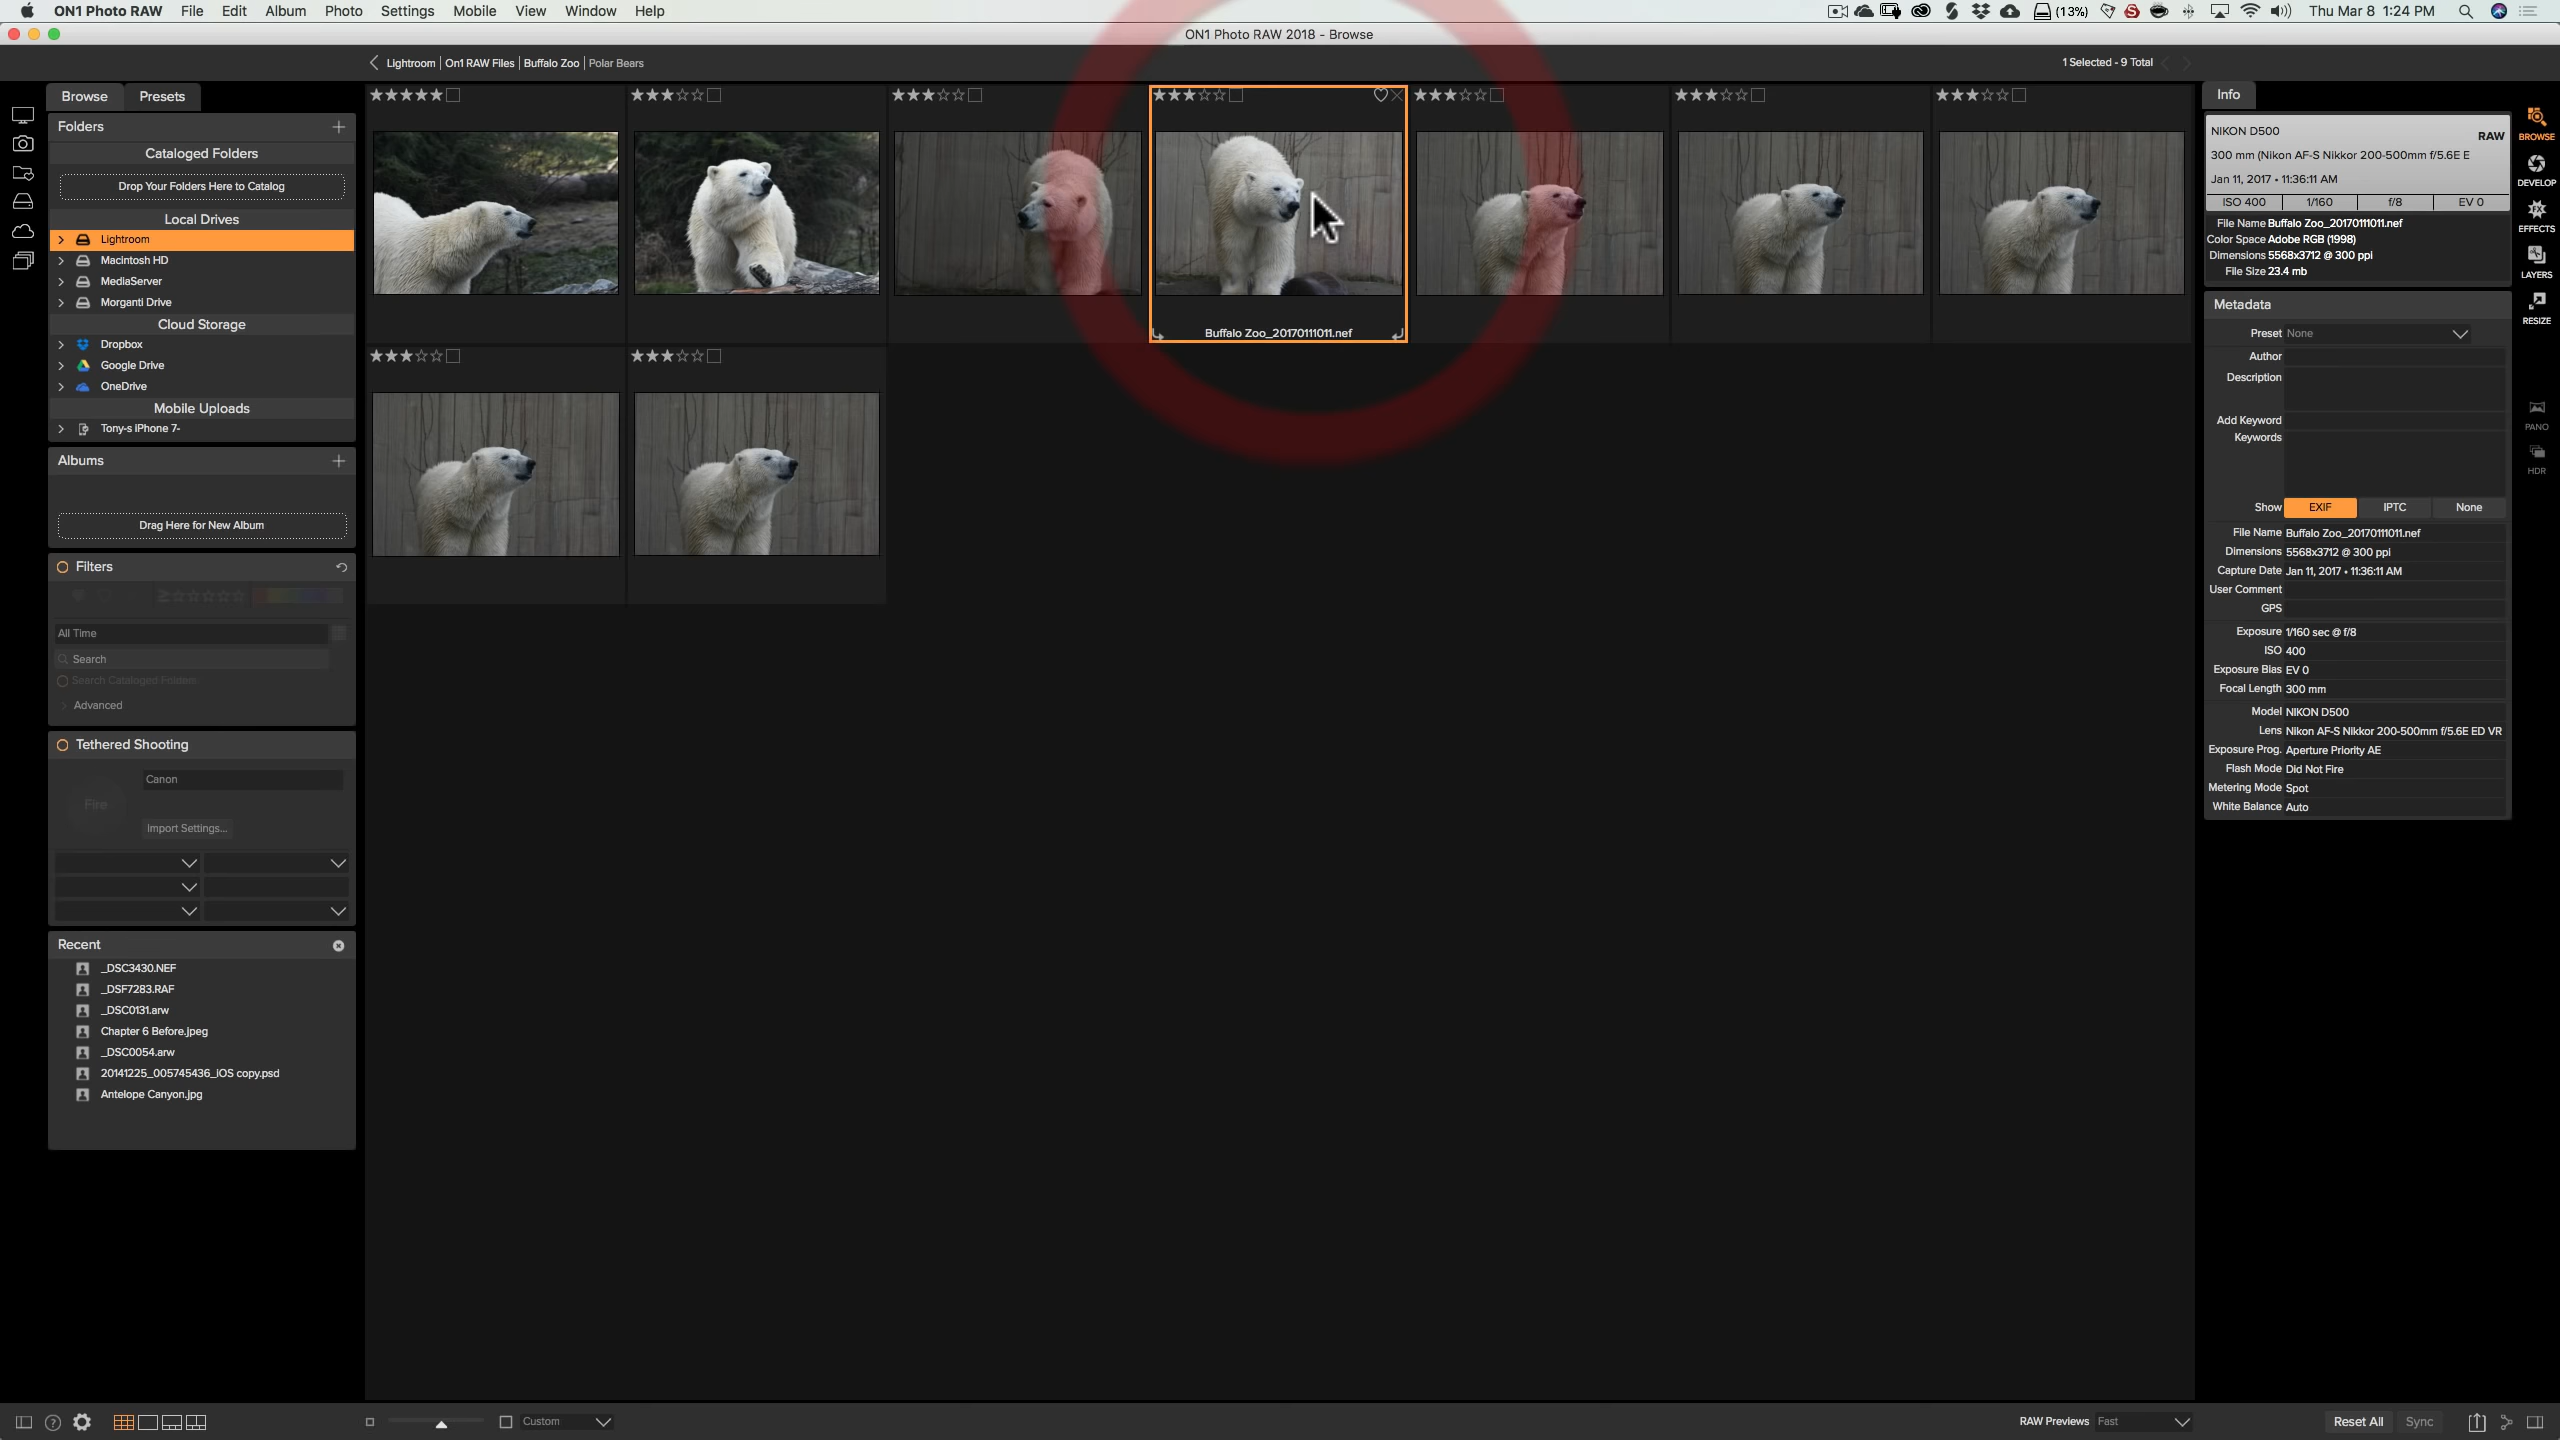 ON1 Photo RAW File Edit Album Photo Settings Mobile View Window Help (13%) Thu Mar 8 1:24 PM
ON1 Photo RAW 2018 - Browse
Lightroom | On1 RAW Files | Buffalo Zoo | Polar Bears
1 Selected - 9 Total
Browse Presets
Folders
Cataloged Folders
Drop Your Folders Here to Catalog
Local Drives
Lightroom
Macintosh HD
MediaServer
Morganti Drive
Cloud Storage
Dropbox
Google Drive
OneDrive
Mobile Uploads
Tony-s iPhone 7-
Albums
Drag Here for New Album
Filters
All Time
Search
Search Cataloged Folders
Advanced
Tethered Shooting
Canon
Fire
Import Settings...
Recent
_DSC3430.NEF
_DSF7283.RAF
_DSC0131.arw
Chapter 6 Before.jpeg
_DSC0054.arw
20141225_005745436_iOS copy.psd
Antelope Canyon.jpg
Buffalo Zoo_20170111011.nef
Info
NIKON D500 RAW
300 mm (Nikon AF-S Nikkor 200-500mm f/5.6E E
Jan 11, 2017 • 11:36:11 AM
ISO 400 1/160 f/8 EV 0
File Name Buffalo Zoo_20170111011.nef
Color Space Adobe RGB (1998)
Dimensions 5568x3712 @ 300 ppi
File Size 23.4 mb
Metadata
Preset None
Author
Description
Add Keyword
Keywords
Show EXIF IPTC None
File Name Buffalo Zoo_20170111011.nef
Dimensions 5568x3712 @ 300 ppi
Capture Date Jan 11, 2017 • 11:36:11 AM
User Comment
GPS
Exposure 1/160 sec @ f/8
ISO 400
Exposure Bias EV 0
Focal Length 300 mm
Model NIKON D500
Lens Nikon AF-S Nikkor 200-500mm f/5.6E ED VR
Exposure Prog. Aperture Priority AE
Flash Mode Did Not Fire
Metering Mode Spot
White Balance Auto
BROWSE
DEVELOP
FX
EFFECTS
LAYERS
RESIZE
PANO
HDR
Custom
RAW Previews Fast
Reset All Sync